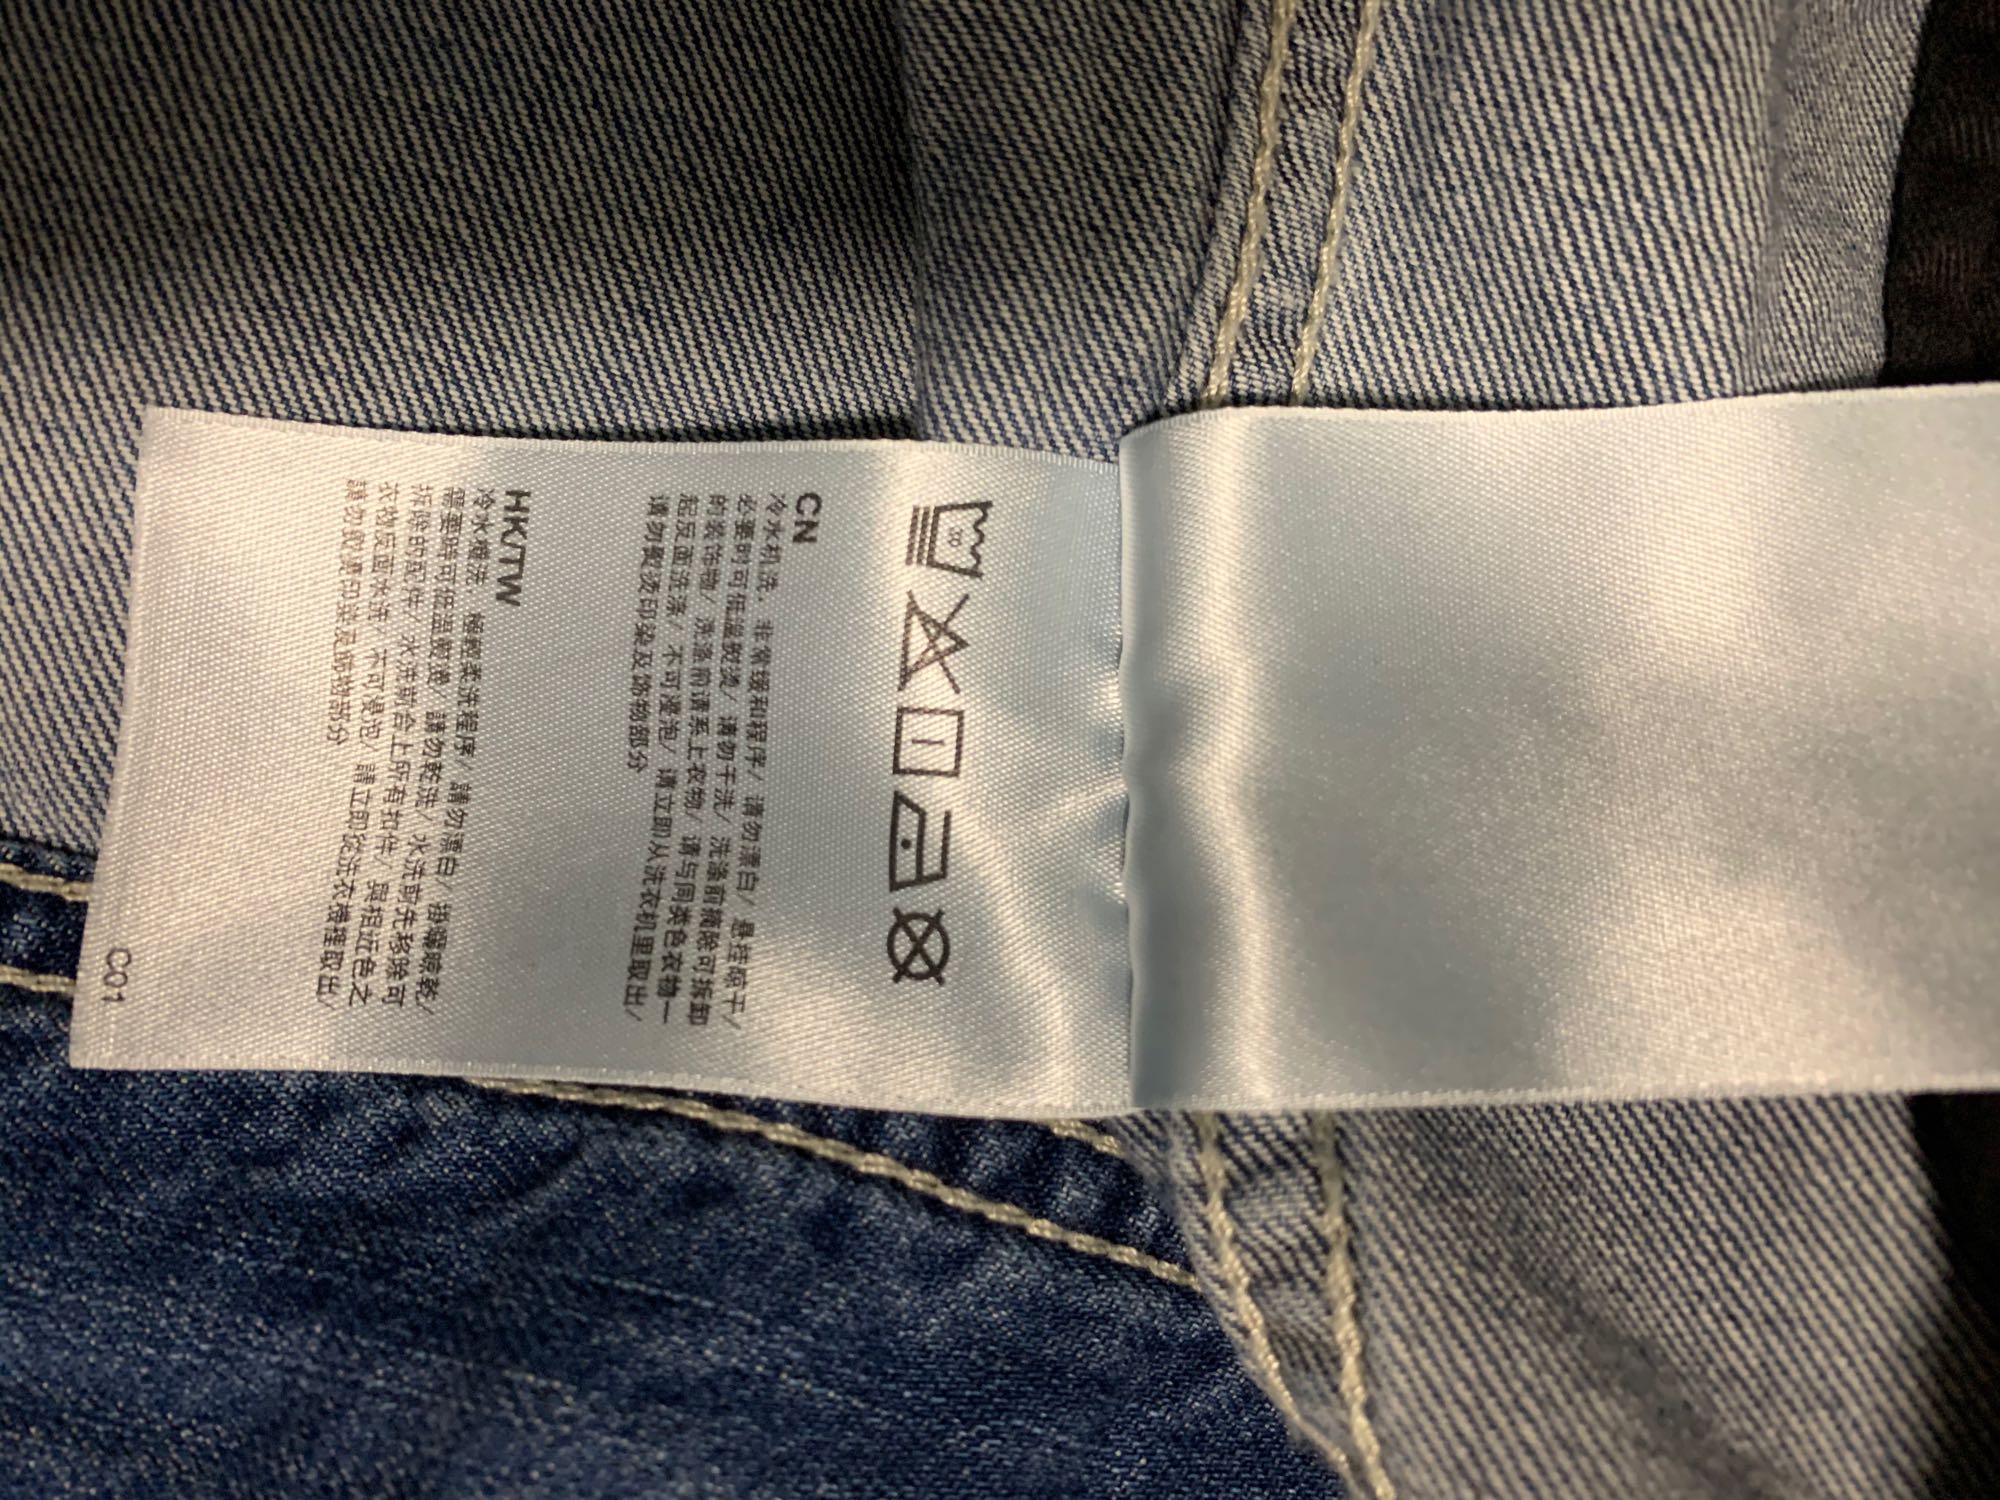 30
CN
冷水机洗，非常缓和程序/ 请勿漂白/ 悬挂晾干/
必要时可低温熨烫/ 请勿干洗/ 洗涤前摘除可拆卸
的装饰物/ 洗涤前请系上衣物/ 请与同类色衣物一
起反面洗涤/ 不可浸泡/ 请立即从洗衣机里取出/
请勿熨烫印染及饰物部分
HK/TW
冷水機洗，極輕柔洗程序/ 請勿漂白/ 掛曬晾乾/
需要時可低溫熨燙/ 請勿乾洗/ 水洗前先移除可
拆除的配件/ 水洗前合上所有扣件/ 與相近色之
衣物反面水洗/ 不可浸泡/ 請立即從洗衣機裡取出/
請勿熨燙印染及飾物部分
C01